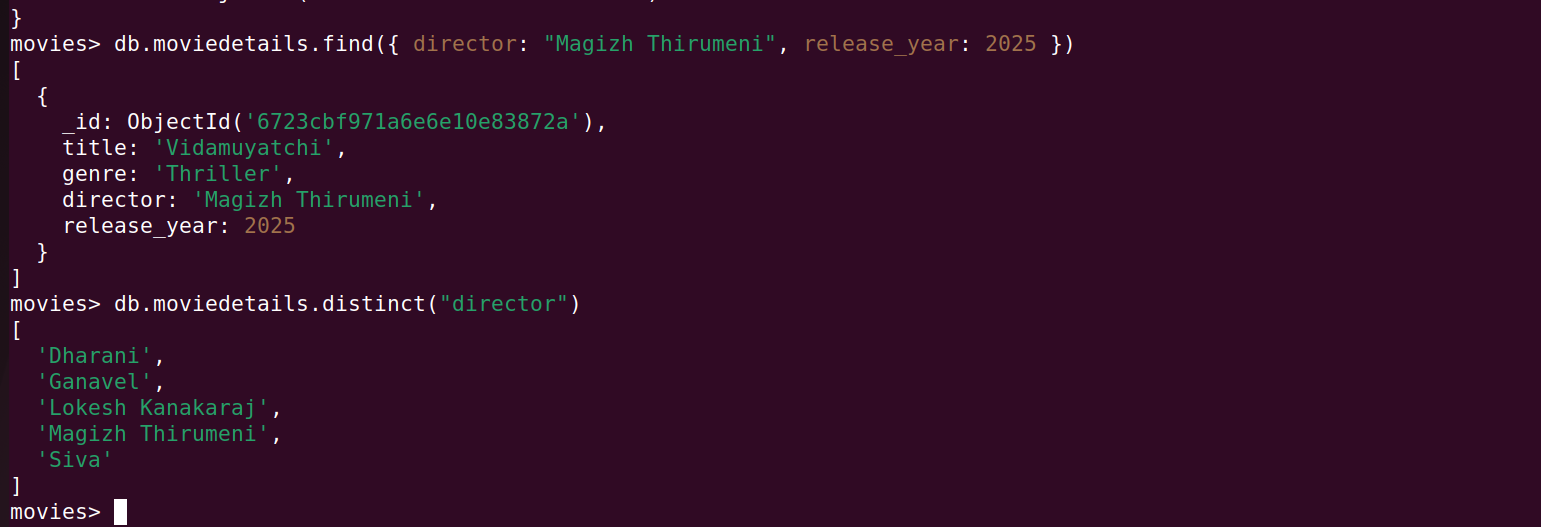 }
movies> db.moviedetails.find({ director: "Magizh Thirumeni", release_year: 2025 })
[
  {
    _id: ObjectId('6723cbf971a6e6e10e83872a'),
    title: 'Vidamuyatchi',
    genre: 'Thriller',
    director: 'Magizh Thirumeni',
    release_year: 2025
  }
]
movies> db.moviedetails.distinct("director")
[
  'Dharani',
  'Ganavel',
  'Lokesh Kanakaraj',
  'Magizh Thirumeni',
  'Siva'
]
movies>